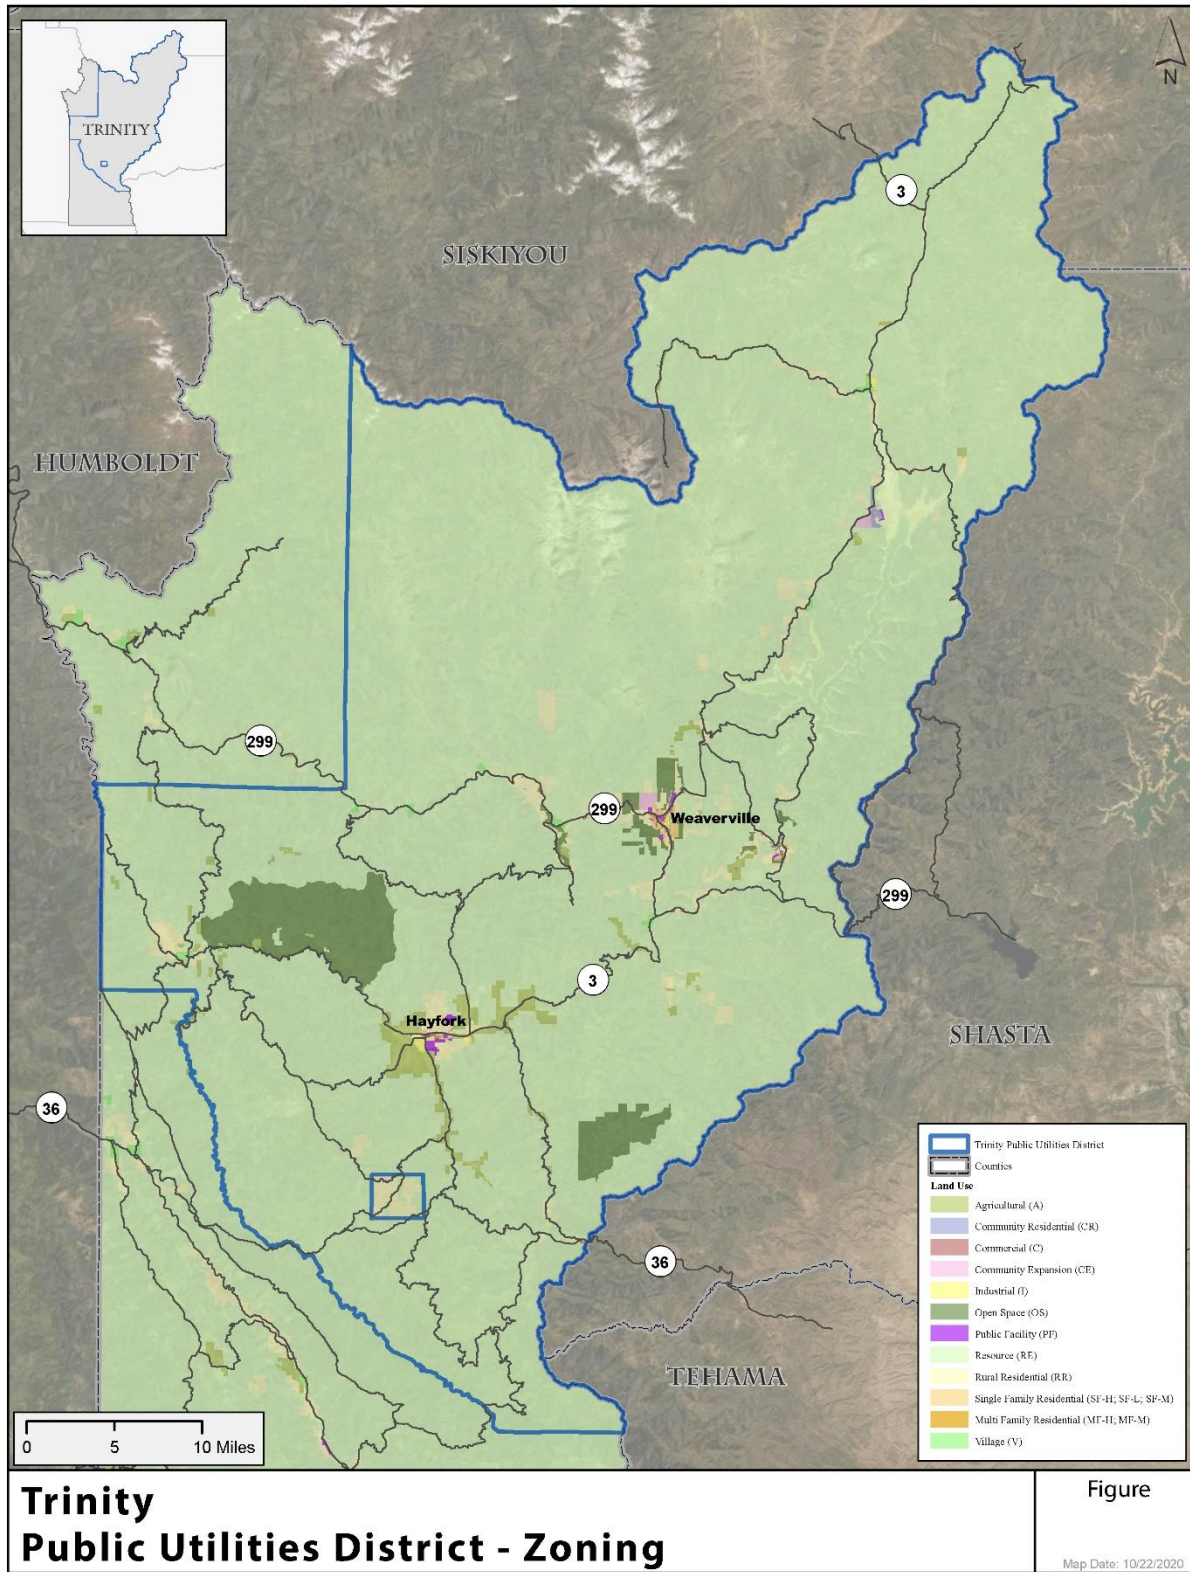 TRINITY
N
3
SISKIYOU
HUMBOLDT
299
299
Weaverville
299
3
Hayfork
SHASTA
36
36
TEHAMA
Trinity Public Utilities District
Counties
Land Use
Agricultural (A)
Community Residential (CR)
Commercial (C)
Community Expansion (CE)
Industrial (I)
Open Space (OS)
Public Facility (PF)
Resource (RE)
Rural Residential (RR)
Single Family Residential (SF-H; SF-L; SF-M)
Multi Family Residential (MF-H; MF-M)
Village (V)
0 5 10 Miles
Trinity
Public Utilities District - Zoning
Figure
Map Date: 10/22/2020